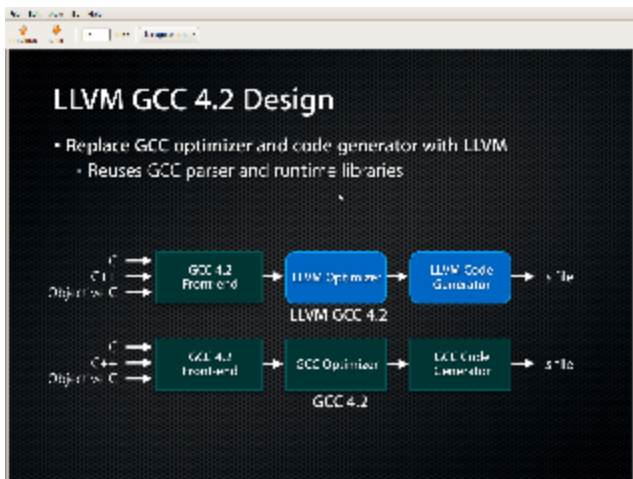 LLVM GCC 4.2 Design
• Replace GCC optimizer and code generator with LLVM
• Reuses GCC parser and runtime libraries
C
C++
Objective C
GCC 4.2
Front-end
LLVM Optimizer
LLVM Code
Generator
.s file
LLVM GCC 4.2
C
C++
Objective C
GCC 4.2
Front-end
GCC Optimizer
GCC Code
Generator
.s file
GCC 4.2